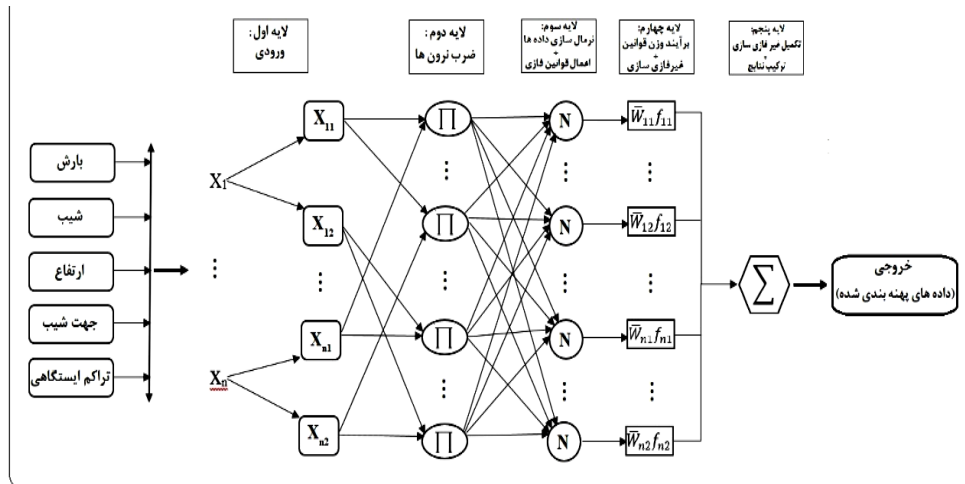 لایه اول:
ورودی
لایه دوم:
ضرب نرون ها
لایه سوم:
نرمال سازی داده ها
+
اعمال قوانین فازی
لایه چهارم:
برآیند وزن قوانین
+
غیرفازی سازی
لایه پنجم:
تکمیل غیر فازی سازی
+
ترکیب نتایج
بارش
شیب
ارتفاع
جهت شیب
تراکم ایستگاهی
X₁
⋮
Xₙ
X₁₁
X₁₂
⋮
Xₙ₁
Xₙ₂
∏
⋮
∏
∏
⋮
∏
N
⋮
N
⋮
N
⋮
N
W̅₁₁f₁₁
⋮
W̅₁₂f₁₂
⋮
W̅ₙ₁fₙ₁
⋮
W̅ₙ₂fₙ₂
∑
خروجی
(داده های پهنه بندی شده)